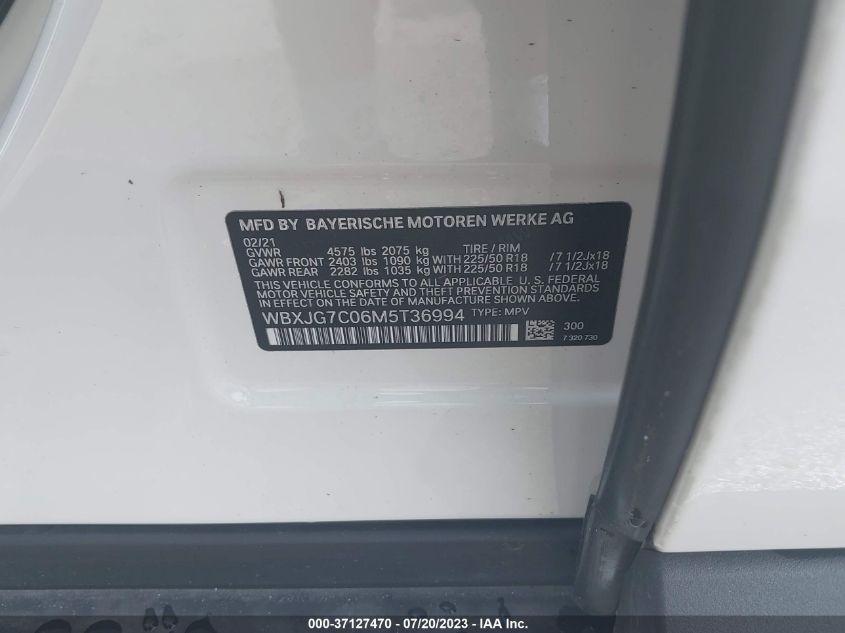 MFD BY BAYERISCHE MOTOREN WERKE AG
02/21
GVWR 4575 lbs 2075 kg TIRE / RIM
GAWR FRONT 2403 lbs 1090 kg WITH 225/50 R18 /7 1/2Jx18
GAWR REAR 2282 lbs 1035 kg WITH 225/50 R18 /7 1/2Jx18
THIS VEHICLE CONFORMS TO ALL APPLICABLE U.S. FEDERAL
MOTOR VEHICLE SAFETY, BUMPER, AND THEFT PREVENTION STANDARDS
IN EFFECT ON THE DATE OF MANUFACTURE SHOWN ABOVE.
WBXJG7C06M5T36994 TYPE: MPV
300
7 320 730
000-37127470 / 07/20/2023 - Copart. Inc.